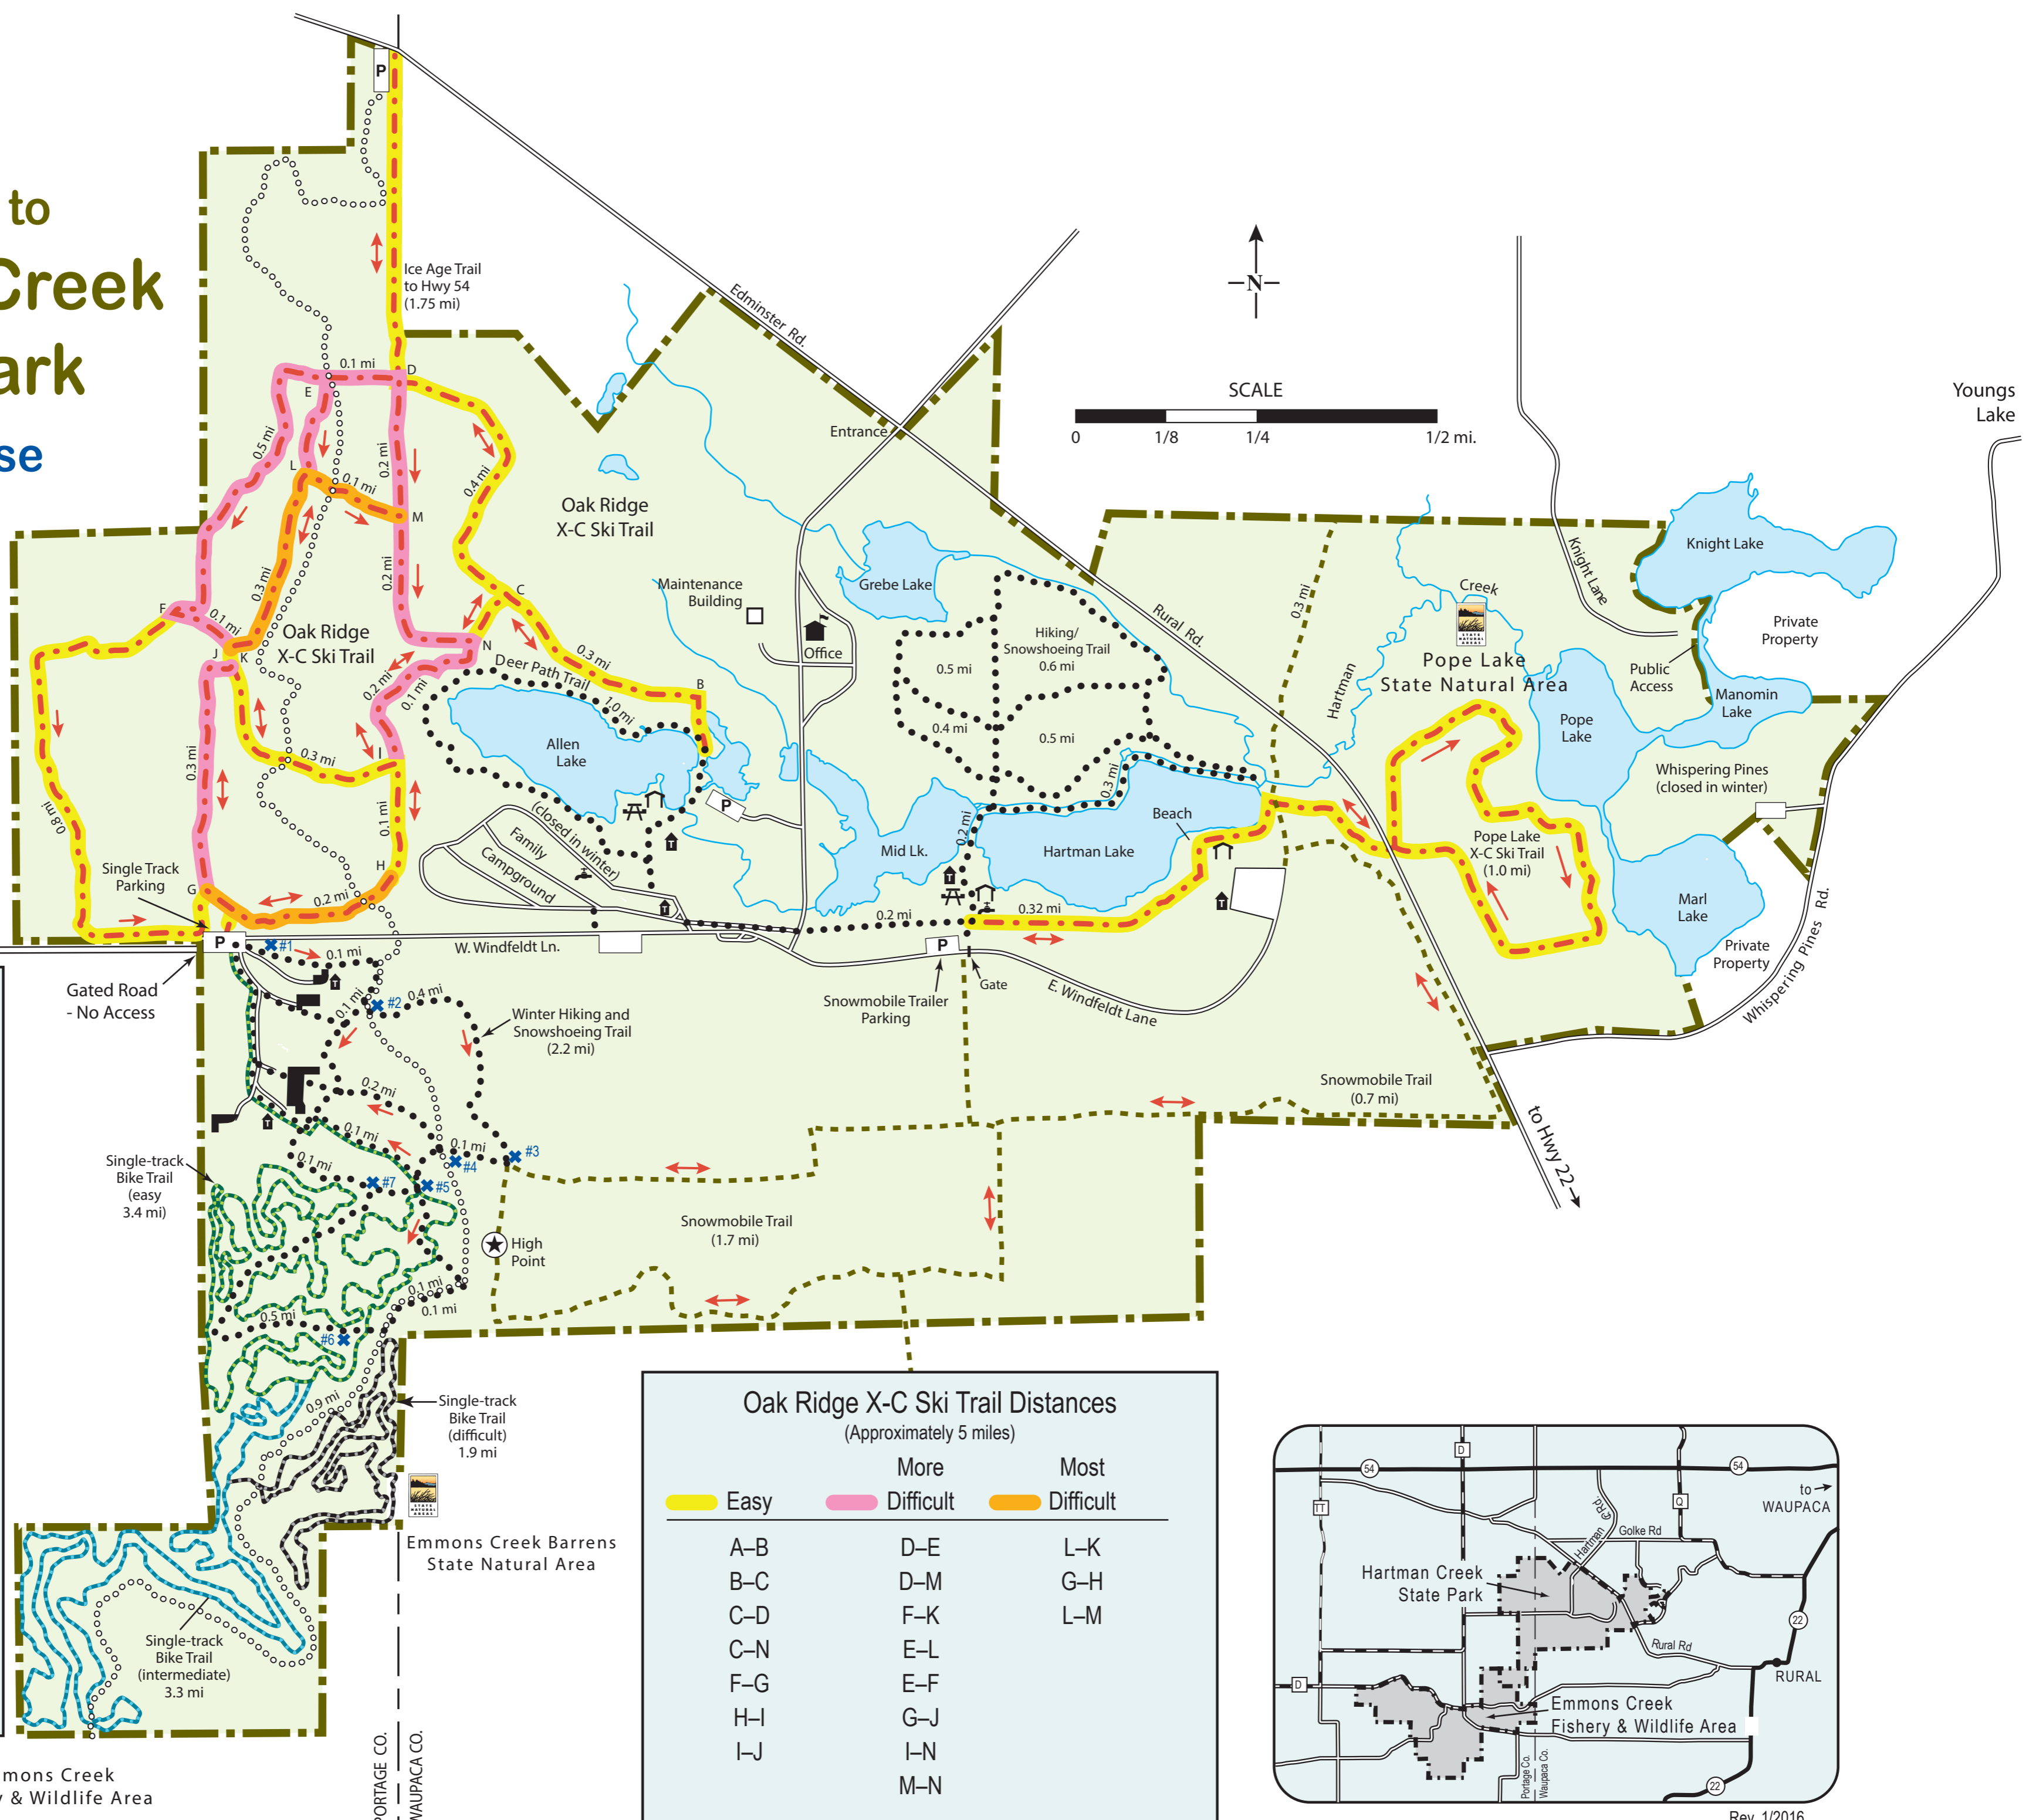 to
Creek
ark
se
P
Ice Age Trail
to Hwy 54
(1.75 mi)
Edminster Rd.
N
SCALE
0
1/8
1/4
1/2 mi.
Youngs
Lake
Entrance
0.1 mi
D
E
0.5 mi
0.2 mi
L
0.1 mi
0.4 mi
M
Oak Ridge
X-C Ski Trail
Knight Lake
Knight Lane
Private
Property
Maintenance
Building
Grebe Lake
Office
Rural Rd.
0.3 mi
Creek
STATE
NATURAL
AREAS
Pope Lake
State Natural Area
Hartman
Public
Access
Manomin
Lake
Pope
Lake
Whispering Pines
(closed in winter)
0.3 mi
0.2 mi
C
F
0.1 mi
Oak Ridge
X-C Ski Trail
J
K
N
0.2 mi
0.1 mi
Deer Path Trail
1.0 mi
0.3 mi
B
Hiking/
Snowshoeing Trail
0.6 mi
0.5 mi
0.4 mi
0.5 mi
0.3 mi
Allen
Lake
I
0.3 mi
0.3 mi
0.8 mi
0.1 mi
P
(closed in winter)
Family
Campground
Mid Lk.
0.2 mi
Hartman Lake
Beach
Pope Lake
X-C Ski Trail
(1.0 mi)
Marl
Lake
Private
Property
Whispering Pines Rd.
Single Track
Parking
H
G
0.2 mi
T
T
T
T
0.2 mi
0.32 mi
P
W. Windfeldt Ln.
P
Gate
E. Windfeldt Lane
Snowmobile Trailer
Parking
Gated Road
- No Access
#1
0.1 mi
T
0.1 mi
#2
0.4 mi
Winter Hiking and
Snowshoeing Trail
(2.2 mi)
0.2 mi
T
0.1 mi
0.1 mi
#3
#4
0.1 mi
#7
#5
Snowmobile Trail
(0.7 mi)
to Hwy 22
Single-track
Bike Trail
(easy
3.4 mi)
Snowmobile Trail
(1.7 mi)
High
Point
0.1 mi
0.1 mi
0.5 mi
#6
0.9 mi
Single-track
Bike Trail
(difficult)
1.9 mi
STATE
NATURAL
AREAS
Emmons Creek Barrens
State Natural Area
Single-track
Bike Trail
(intermediate)
3.3 mi
PORTAGE CO.
WAUPACA CO.
mons Creek
y & Wildlife Area
Oak Ridge X-C Ski Trail Distances
(Approximately 5 miles)
Easy
More
Difficult
Most
Difficult
A–B D–E L–K
B–C D–M G–H
C–D F–K L–M
C–N E–L
F–G E–F
H–I G–J
I–J I–N
M–N
D
54
54
to
WAUPACA
TT
Q
Hartman
Golke Rd
Hartman Creek
State Park
22
Rural Rd
RURAL
D
Emmons Creek
Fishery & Wildlife Area
Portage Co.
Waupaca Co.
22
Rev. 1/2016